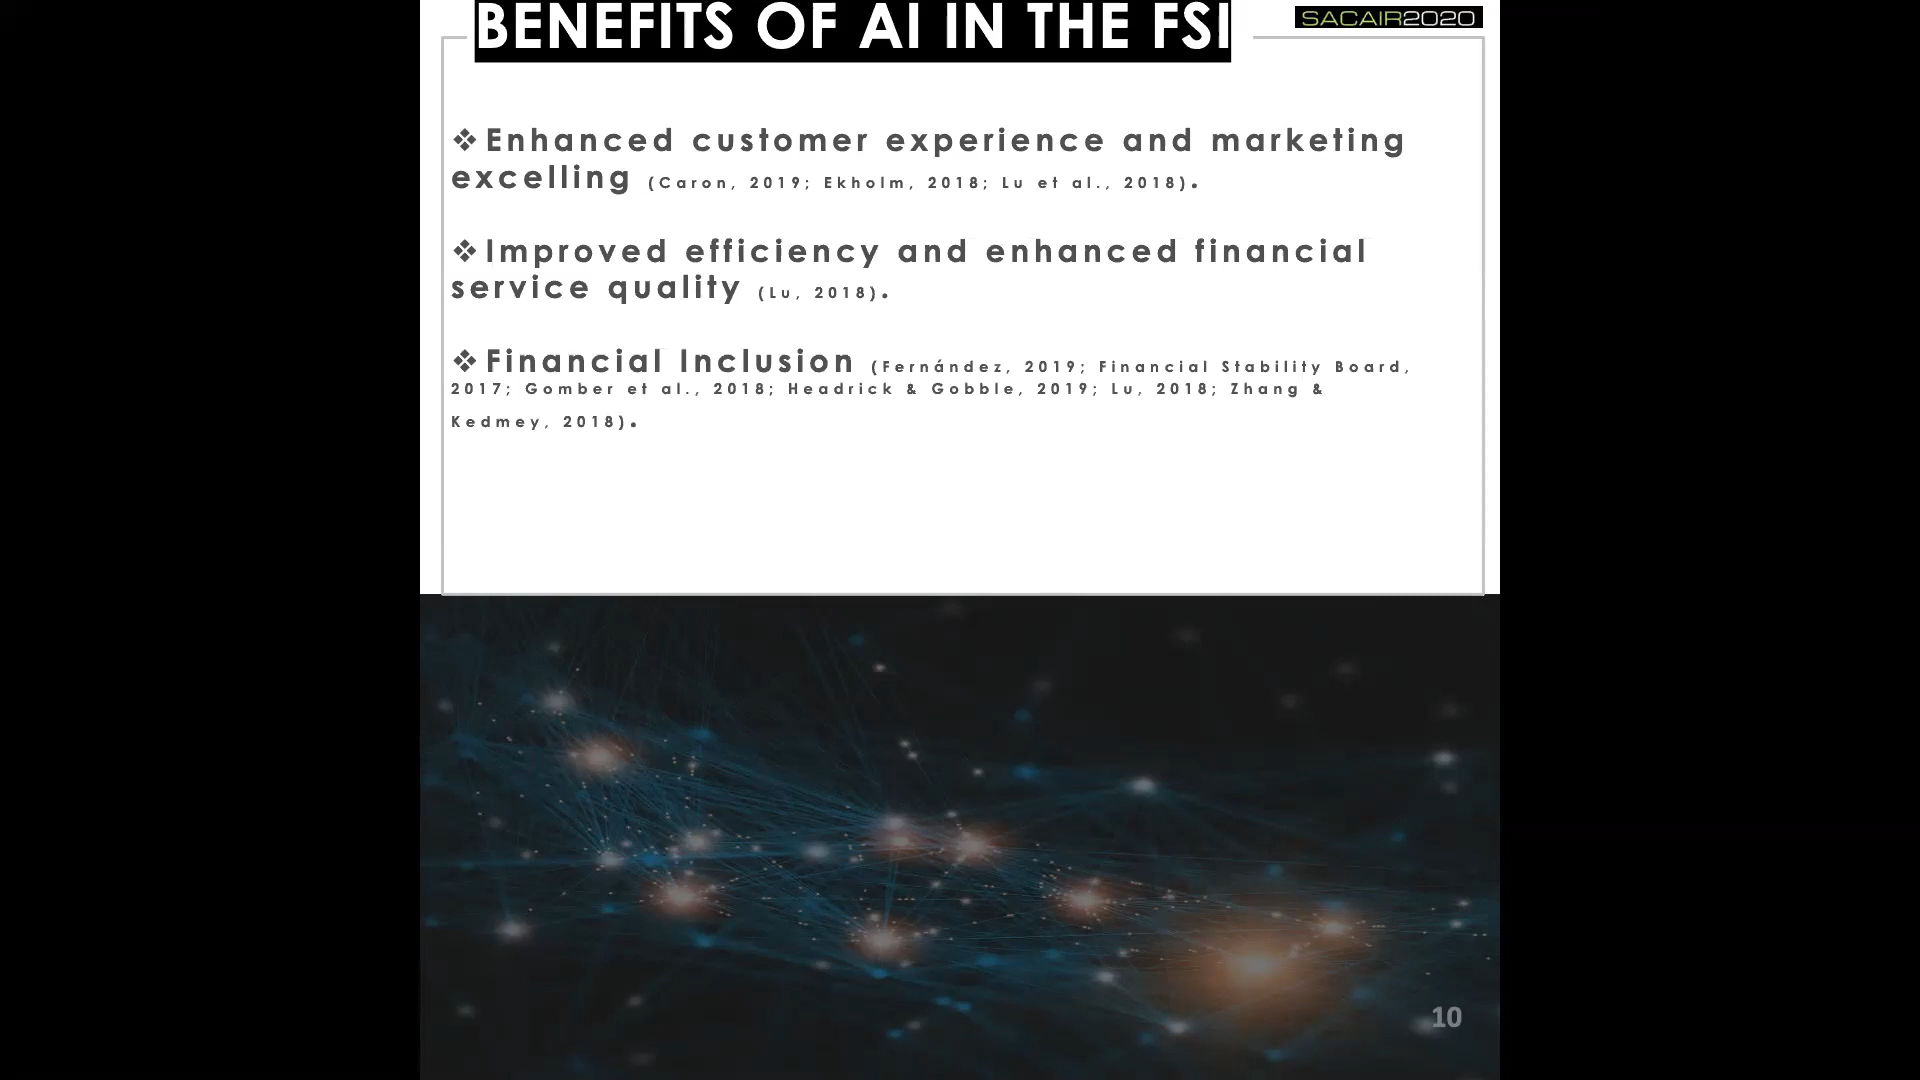 BENEFITS OF AI IN THE FSI
SACAIR2020
❖Enhanced customer experience and marketing
excelling (Caron, 2019; Ekholm, 2018; Lu et al., 2018).
❖Improved efficiency and enhanced financial
service quality (Lu, 2018).
❖Financial Inclusion (Fernández, 2019; Financial Stability Board,
2017; Gomber et al., 2018; Headrick & Gobble, 2019; Lu, 2018; Zhang &
Kedmey, 2018).
10